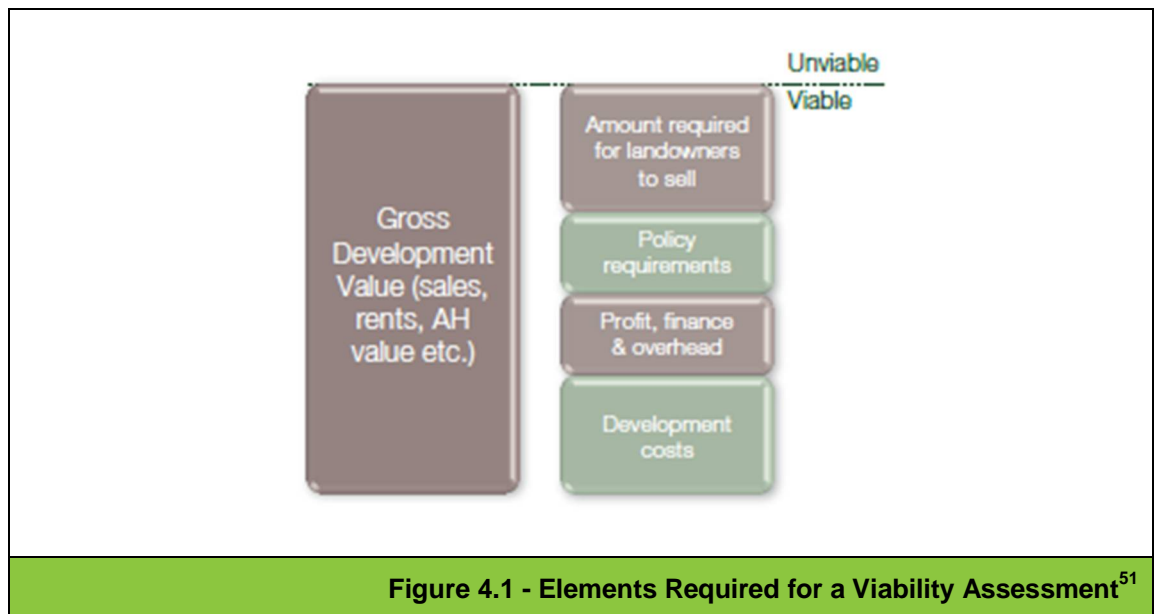 Unviable
Viable
Gross
Development
Value (sales,
rents, AH
value etc.)
Amount required
for landowners
to sell
Policy
requirements
Profit, finance
& overhead
Development
costs
Figure 4.1 - Elements Required for a Viability Assessment51